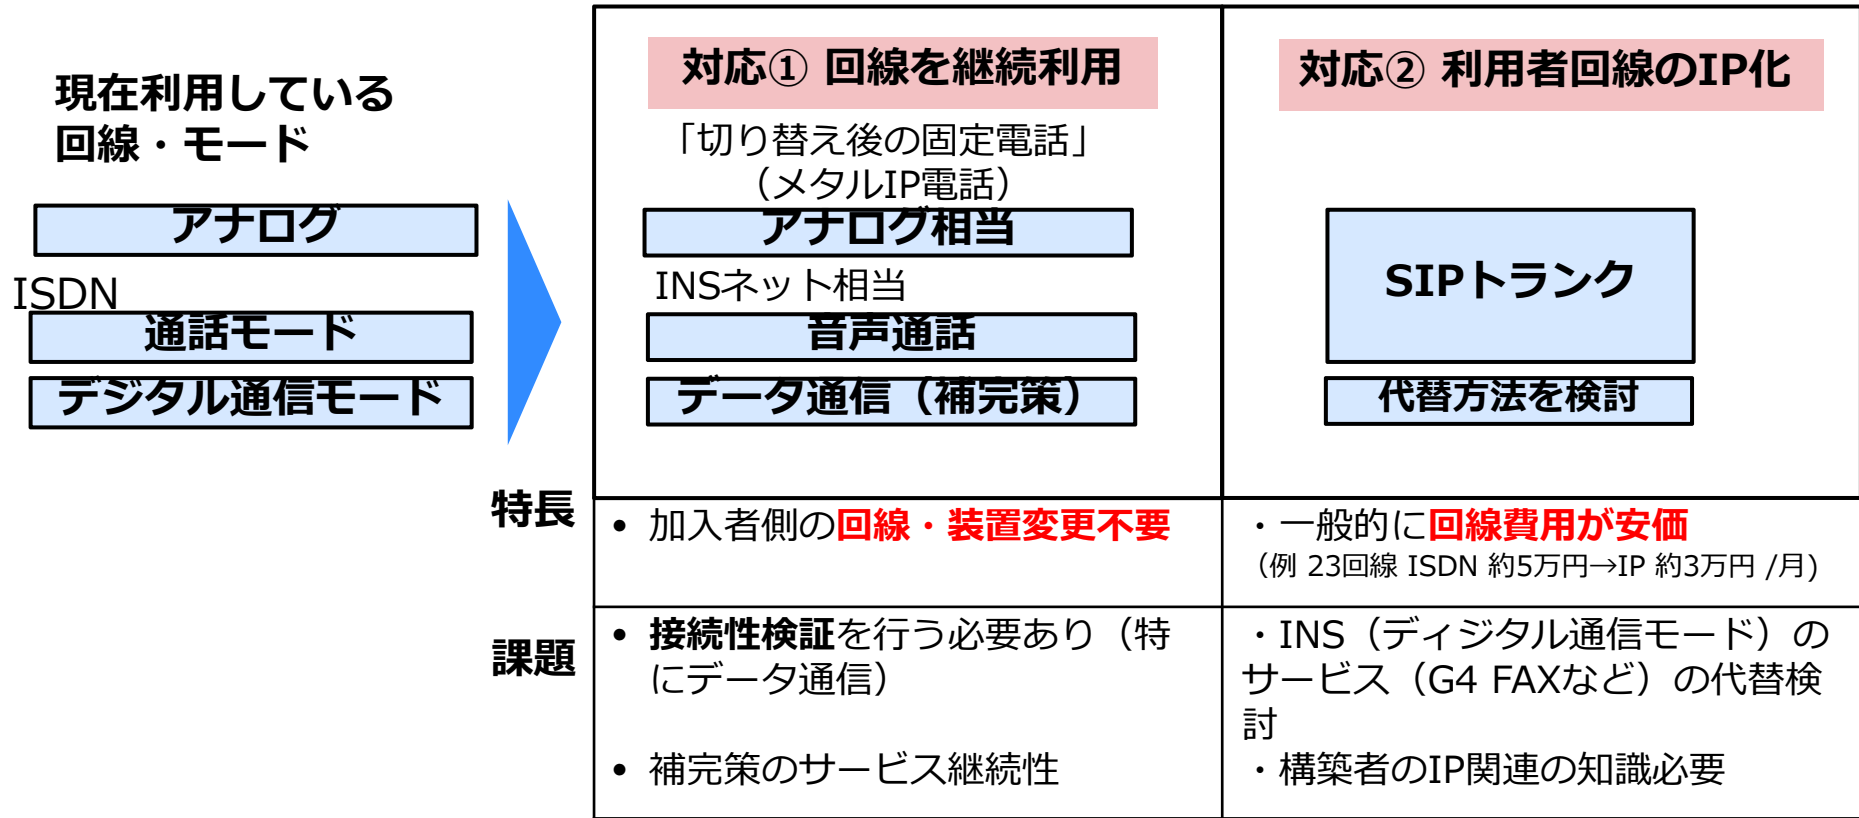 現在利用している
回線・モード
アナログ
ISDN
通話モード
デジタル通信モード
対応① 回線を継続利用
「切り替え後の固定電話」
（メタルIP電話）
アナログ相当
INSネット相当
音声通話
データ通信（補完策）
対応② 利用者回線のIP化
SIPトランク
代替方法を検討
特長
• 加入者側の回線・装置変更不要
・一般的に回線費用が安価
（例 23回線 ISDN 約5万円→IP 約3万円 /月)
課題
• 接続性検証を行う必要あり（特
にデータ通信）
• 補完策のサービス継続性
・INS（ディジタル通信モード）の
サービス（G4 FAXなど）の代替検
討
・構築者のIP関連の知識必要